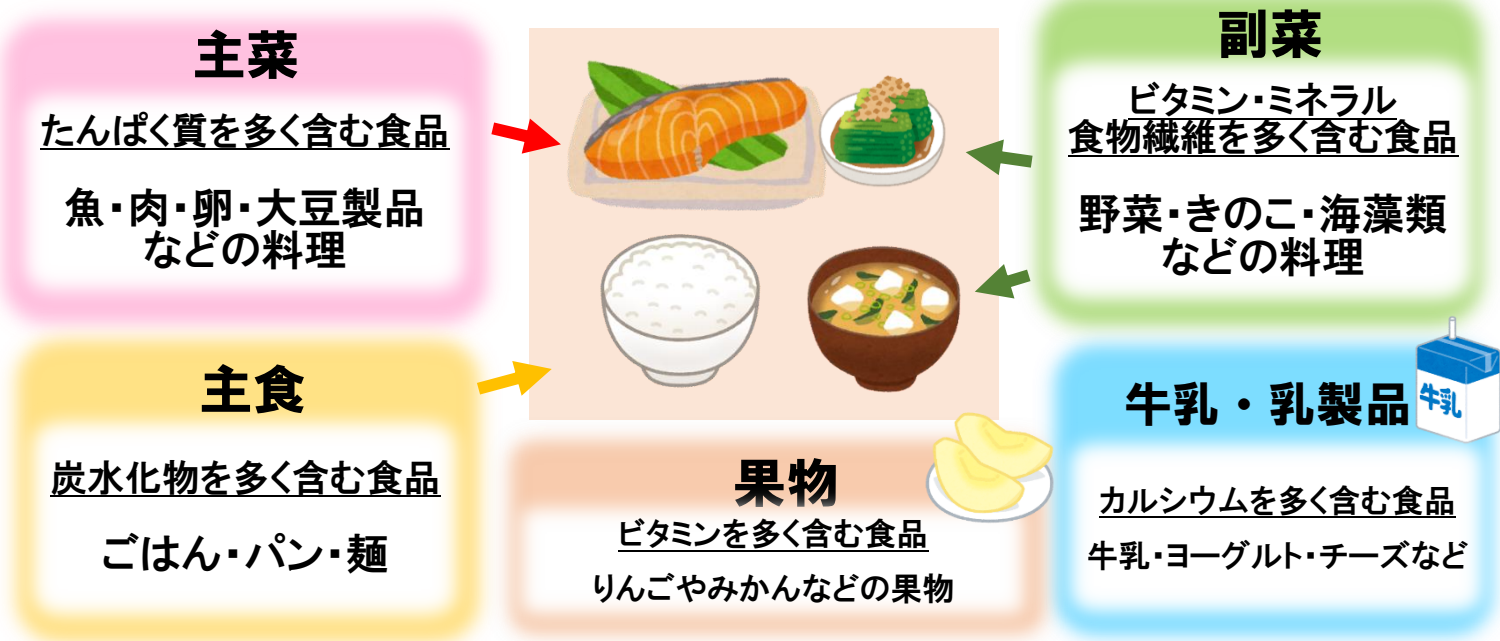 主菜
たんぱく質を多く含む食品
魚・肉・卵・大豆製品
などの料理
副菜
ビタミン・ミネラル
食物繊維を多く含む食品
野菜・きのこ・海藻類
などの料理
主食
炭水化物を多く含む食品
ごはん・パン・麺
果物
ビタミンを多く含む食品
りんごやみかんなどの果物
牛乳・乳製品
牛乳
カルシウムを多く含む食品
牛乳・ヨーグルト・チーズなど